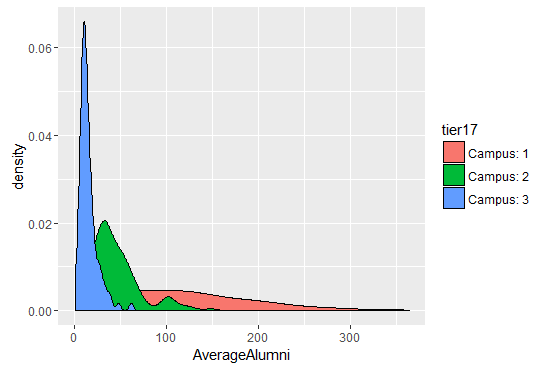 density
0.06
0.04
0.02
0.00
0
100
200
300
AverageAlumni
tier17
Campus: 1
Campus: 2
Campus: 3